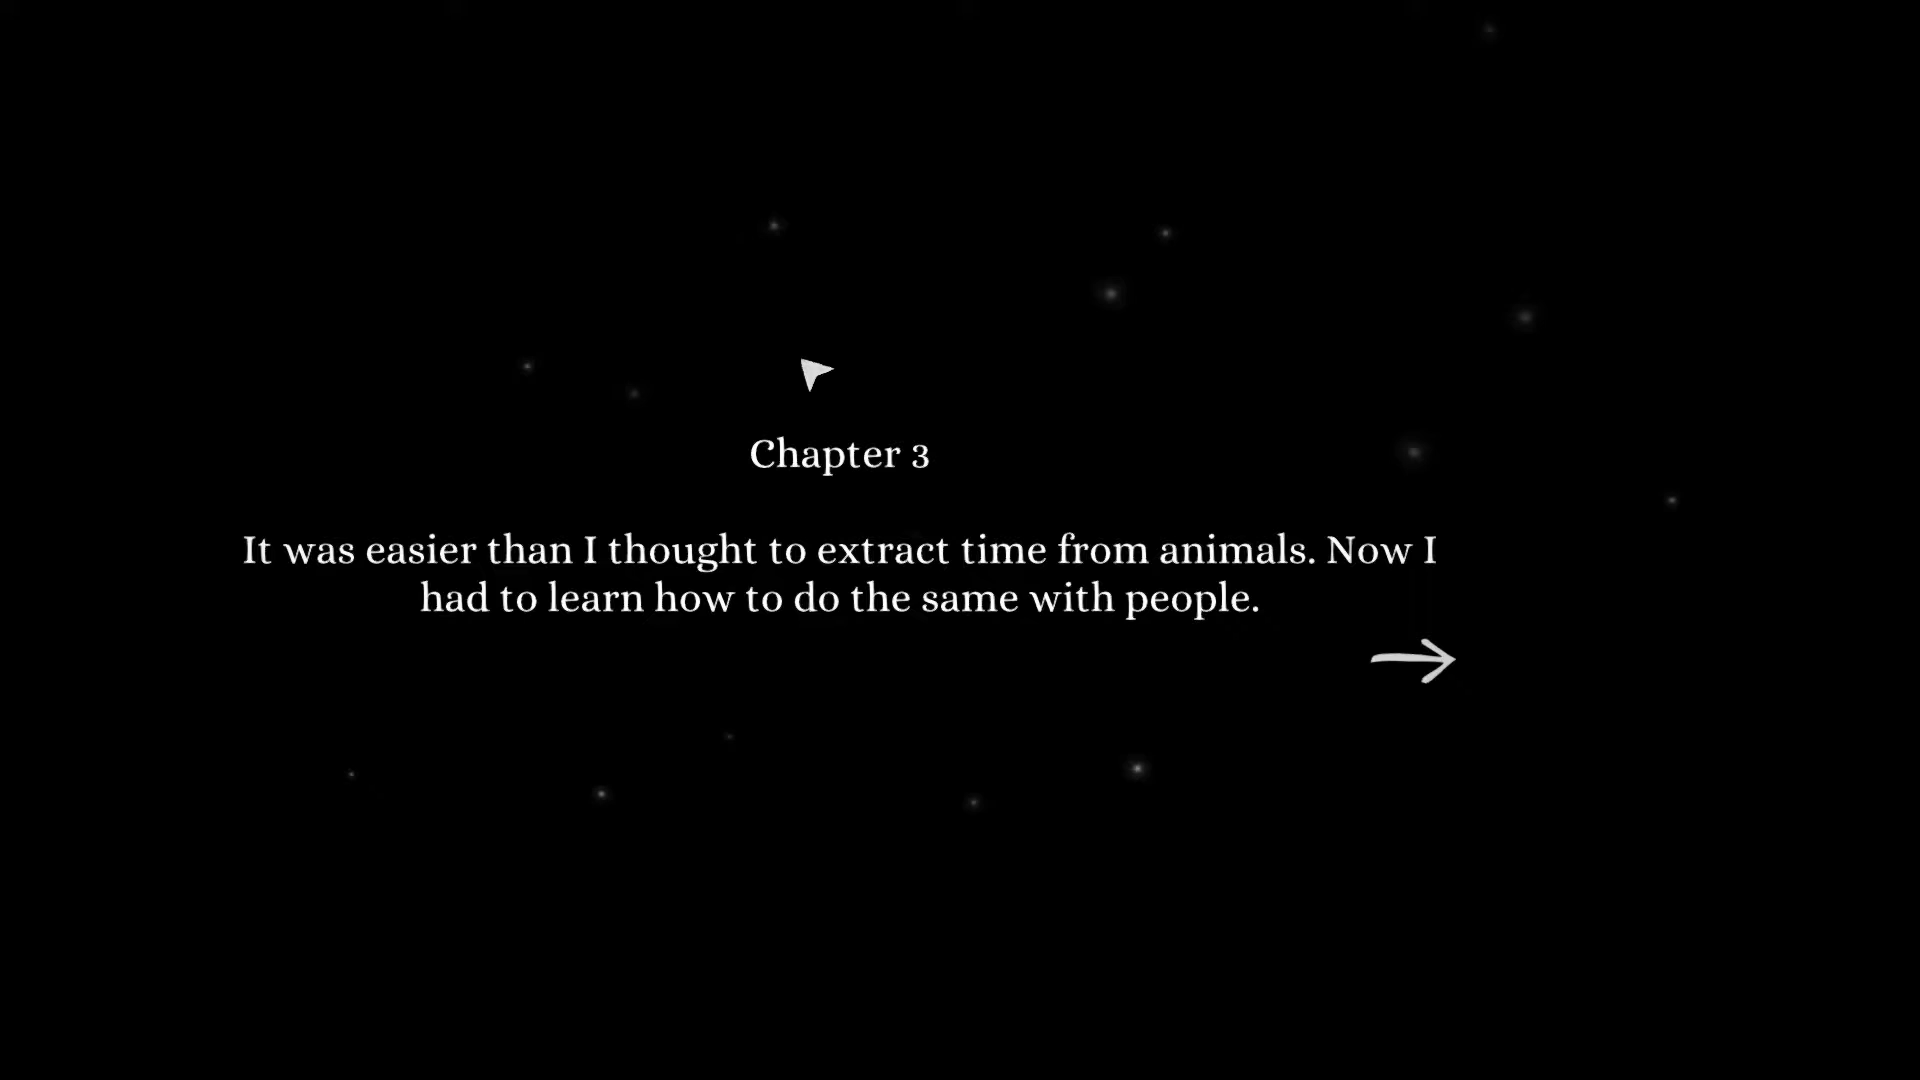 Chapter 3
It was easier than I thought to extract time from animals. Now I
had to learn how to do the same with people.